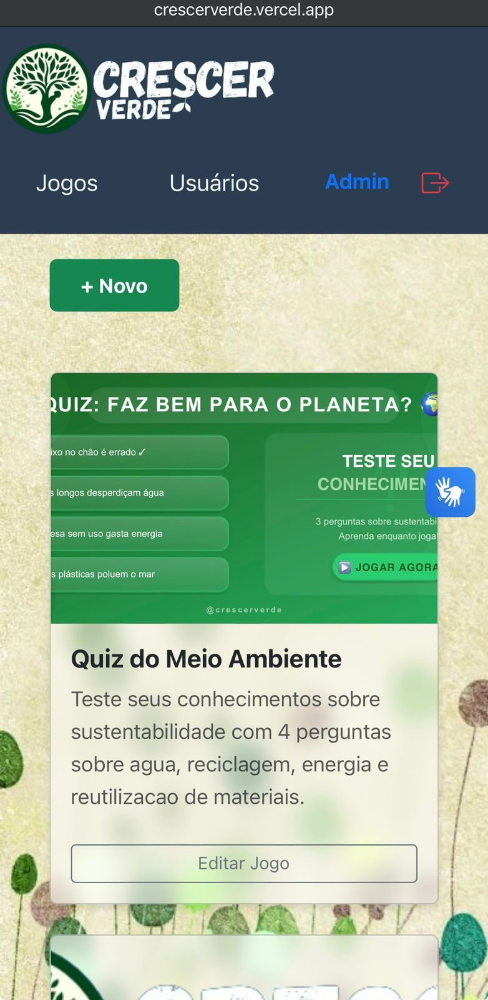 crescerverde.vercel.app
CRESCER
VERDE
Jogos Usuários Admin
+ Novo
QUIZ: FAZ BEM PARA O PLANETA?
ixo no chão é errado ✓
s longos desperdiçam água
esa sem uso gasta energia
s plásticas poluem o mar
TESTE SEU
CONHECIMEN
3 perguntas sobre sustentabi
Aprenda enquanto joga!
JOGAR AGORA
@crescerverde
Quiz do Meio Ambiente
Teste seus conhecimentos sobre
sustentabilidade com 4 perguntas
sobre agua, reciclagem, energia e
reutilizacao de materiais.
Editar Jogo